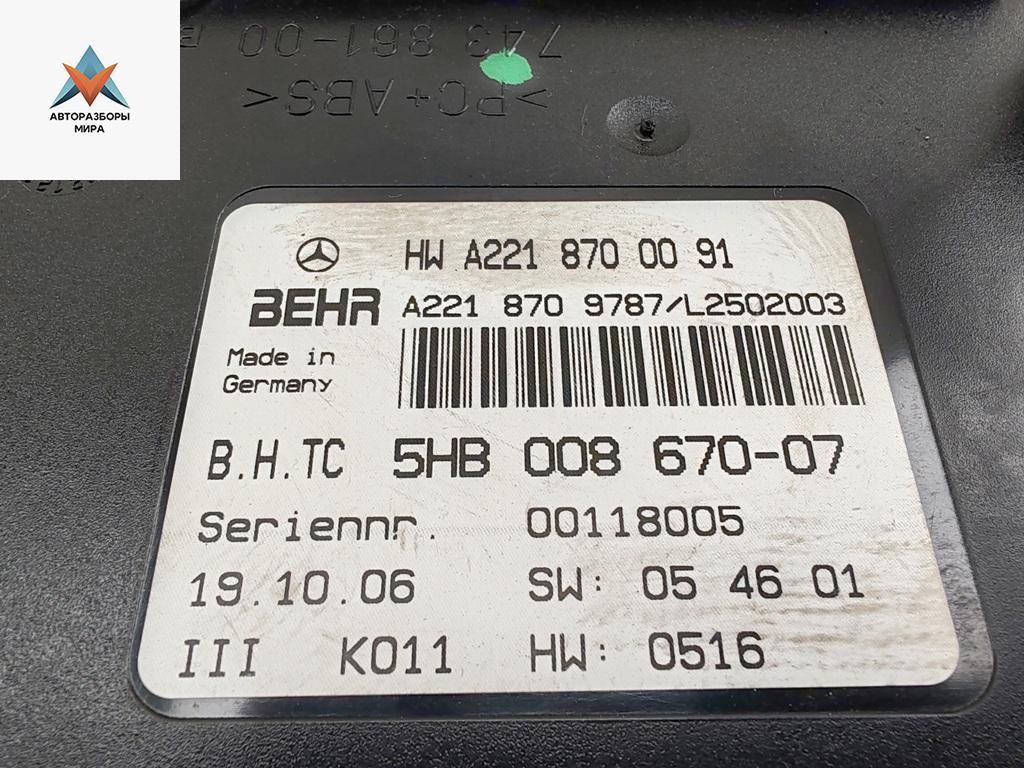 АВТОРАЗБОРЫ
МИРА
743 861-00
>PC+ABS<
HW A221 870 00 91
BEHR A221 870 9787/L2502003
Made in
Germany
B.H.TC 5HB 008 670-07
Seriennr. 00118005
19.10.06 SW: 05 46 01
III K011 HW: 0516